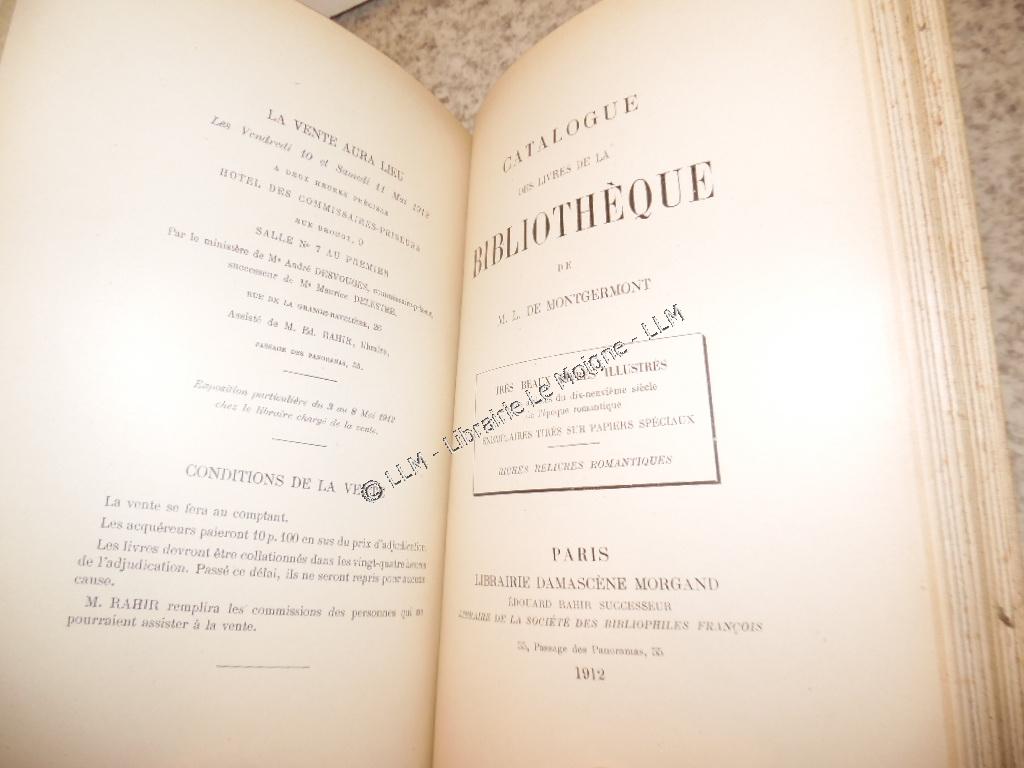 LA VENTE AURA LIEU
Les Vendredi 10 et Samedi 11 Mai 1912
A DEUX HEURES PRÉCISES
HOTEL DES COMMISSAIRES-PRISEURS
RUE DROUOT, 9
SALLE Nº 7 AU PREMIER
Par le ministère de Me André DESVOUGES, commissaire-priseur,
successeur de Me Maurice DELESTRE,
RUE DE LA GRANGE-BATELIÈRE, 26
Assisté de M. Ed. RAHIR, libraire,
PASSAGE DES PANORAMAS, 55.
Exposition particulière du 3 au 8 Mai 1912
chez le libraire chargé de la vente.
CONDITIONS DE LA VENTE
La vente se fera au comptant.
Les acquéreurs paieront 10 p. 100 en sus du prix d'adjudication.
Les livres devront être collationnés dans les vingt-quatre heures
de l'adjudication. Passé ce délai, ils ne seront repris pour aucune
cause.
M. RAHIR remplira les commissions des personnes qui ne
pourraient assister à la vente.
CATALOGUE
DES LIVRES DE LA
BIBLIOTHÈQUE
DE
M. L. DE MONTGERMONT
TRÈS BEAUX LIVRES ILLUSTRÉS
du dix-neuvième siècle
de l'époque romantique
EXEMPLAIRES TIRÉS SUR PAPIERS SPÉCIAUX
RICHES RELIURES ROMANTIQUES
PARIS
LIBRAIRIE DAMASCÈNE MORGAND
ÉDOUARD RAHIR SUCCESSEUR
LIBRAIRE DE LA SOCIÉTÉ DES BIBLIOPHILES FRANÇOIS
55, Passage des Panoramas, 55
1912
© LLM - Librairie Le Moigne - LLM